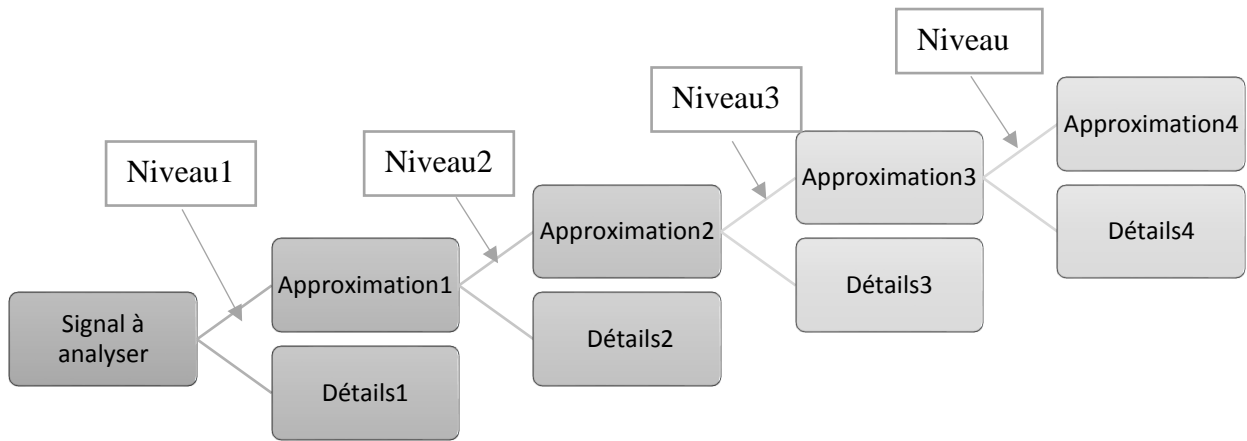 Niveau
Niveau3
Approximation4
Niveau1
Niveau2
Approximation3
Approximation2
Détails4
Approximation1
Détails3
Signal à
analyser
Détails2
Détails1